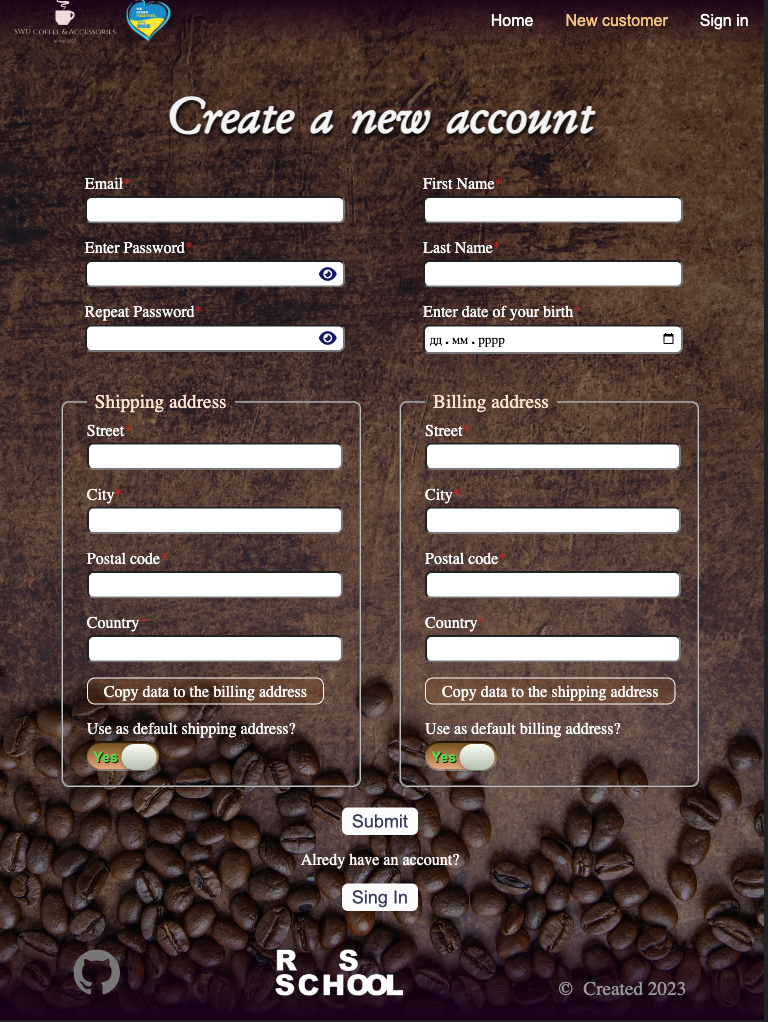 SWU COFFEE & ACCESSORIES
Home New customer Sign in
Create a new account
Email*
First Name*
Enter Password*
Last Name*
Repeat Password*
Enter date of your birth*
дд.мм.рррр
Shipping address
Street*
City*
Postal code*
Country*
Copy data to the billing address
Use as default shipping address?
Yes
Billing address
Street*
City*
Postal code*
Country*
Copy data to the shipping address
Use as default billing address?
Yes
Submit
Alredy have an account?
Sing In
RS
SCHOOL
© Created 2023